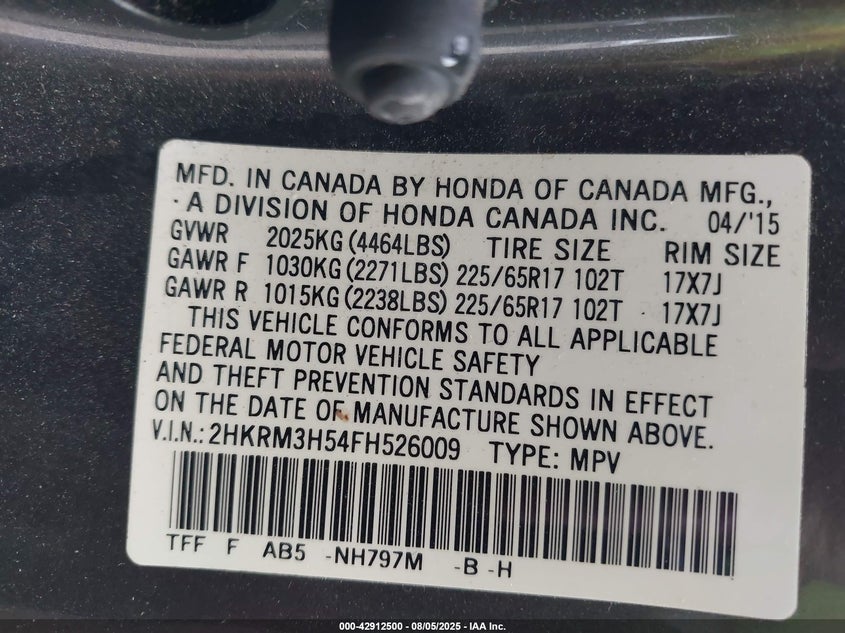 MFD. IN CANADA BY HONDA OF CANADA MFG.,
A DIVISION OF HONDA CANADA INC. 04/'15
GVWR 2025KG (4464LBS) TIRE SIZE RIM SIZE
GAWR F 1030KG (2271LBS) 225/65R17 102T 17X7J
GAWR R 1015KG (2238LBS) 225/65R17 102T 17X7J
THIS VEHICLE CONFORMS TO ALL APPLICABLE
FEDERAL MOTOR VEHICLE SAFETY
AND THEFT PREVENTION STANDARDS IN EFFECT
ON THE DATE OF MANUFACTURE SHOWN ABOVE.
V.I.N.: 2HKRM3H54FH526009 TYPE: MPV
TFF F AB5 -NH797M -B -H
000-42912500 - 08/05/2025 - IAA Inc.